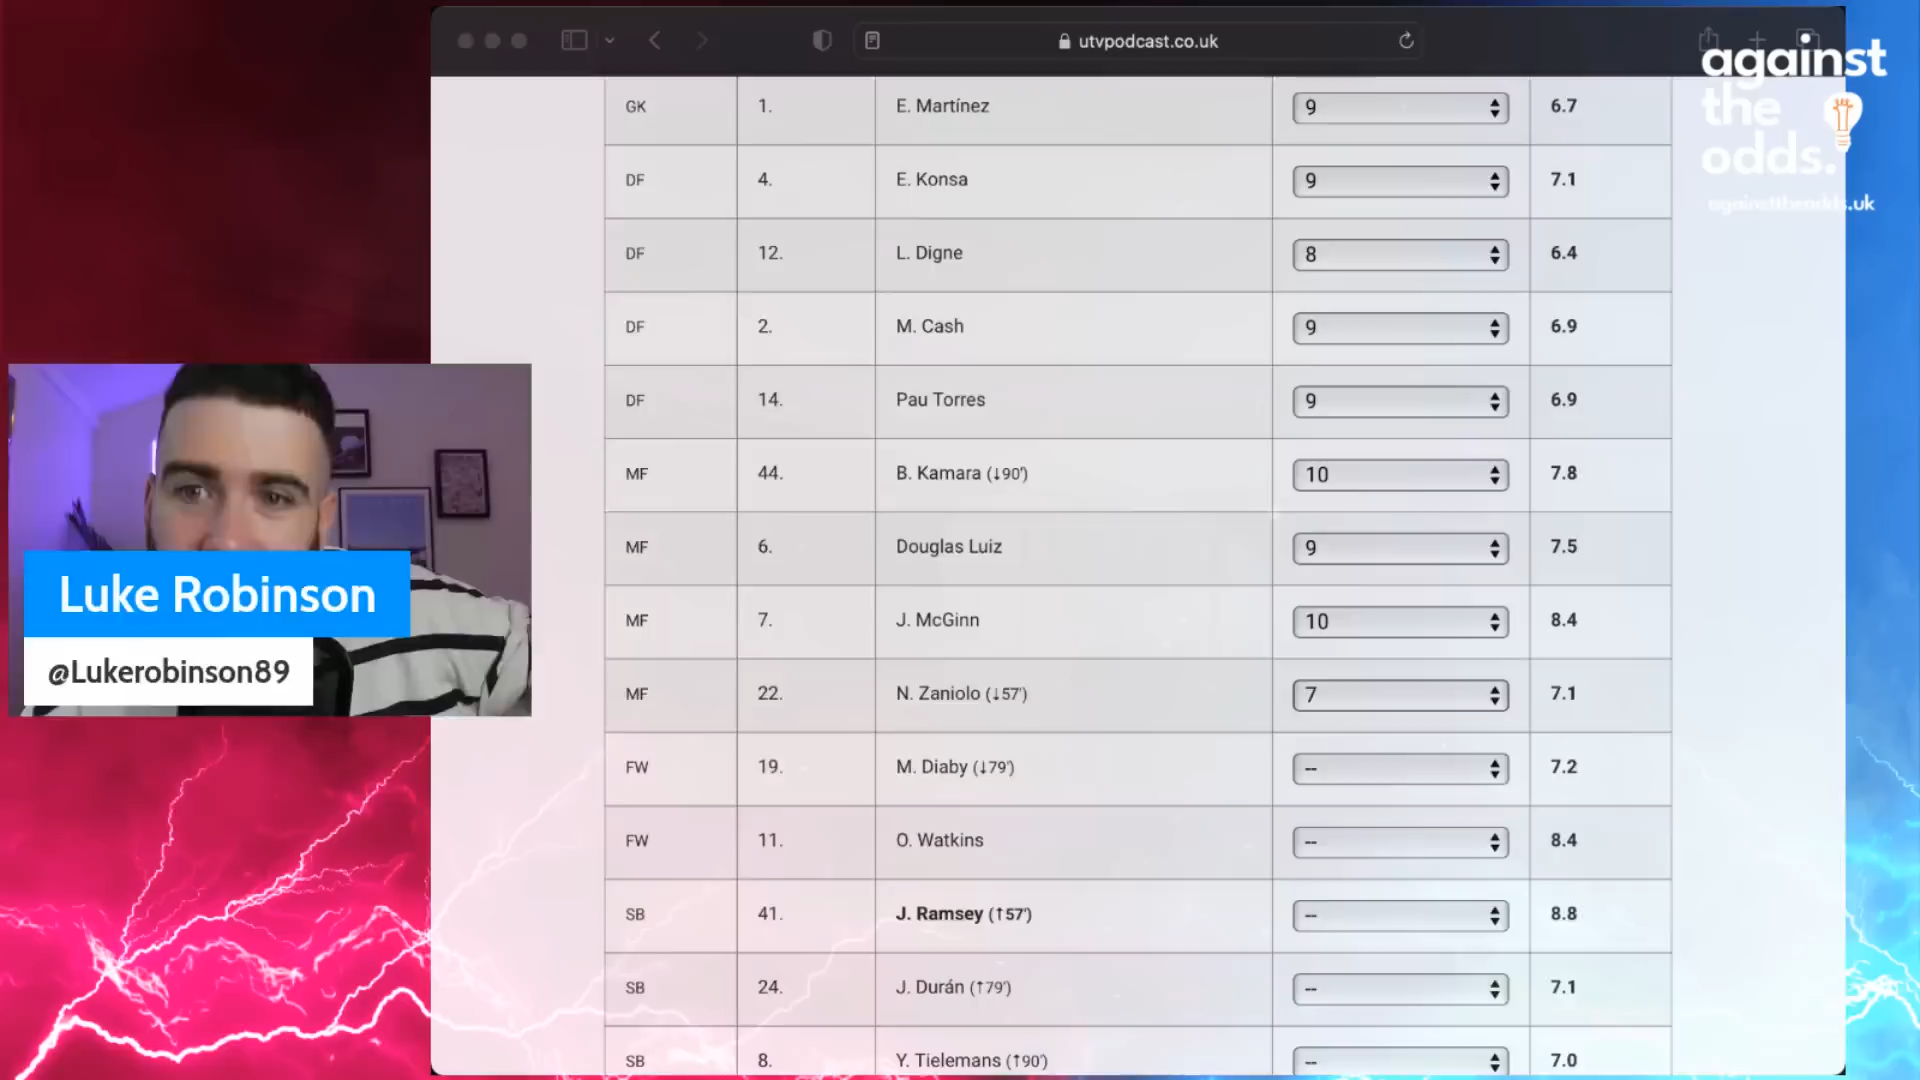 utvpodcast.co.uk
against
the
odds.
againsttheodds.uk
GK 1. E. Martínez 9 6.7
DF 4. E. Konsa 9 7.1
DF 12. L. Digne 8 6.4
DF 2. M. Cash 9 6.9
DF 14. Pau Torres 9 6.9
MF 44. B. Kamara (↓90') 10 7.8
MF 6. Douglas Luiz 9 7.5
MF 7. J. McGinn 10 8.4
MF 22. N. Zaniolo (↓57') 7 7.1
FW 19. M. Diaby (↓79') -- 7.2
FW 11. O. Watkins -- 8.4
SB 41. J. Ramsey (↑57') -- 8.8
SB 24. J. Durán (↑79') -- 7.1
SB 8. Y. Tielemans (↑90') -- 7.0
Luke Robinson
@Lukerobinson89